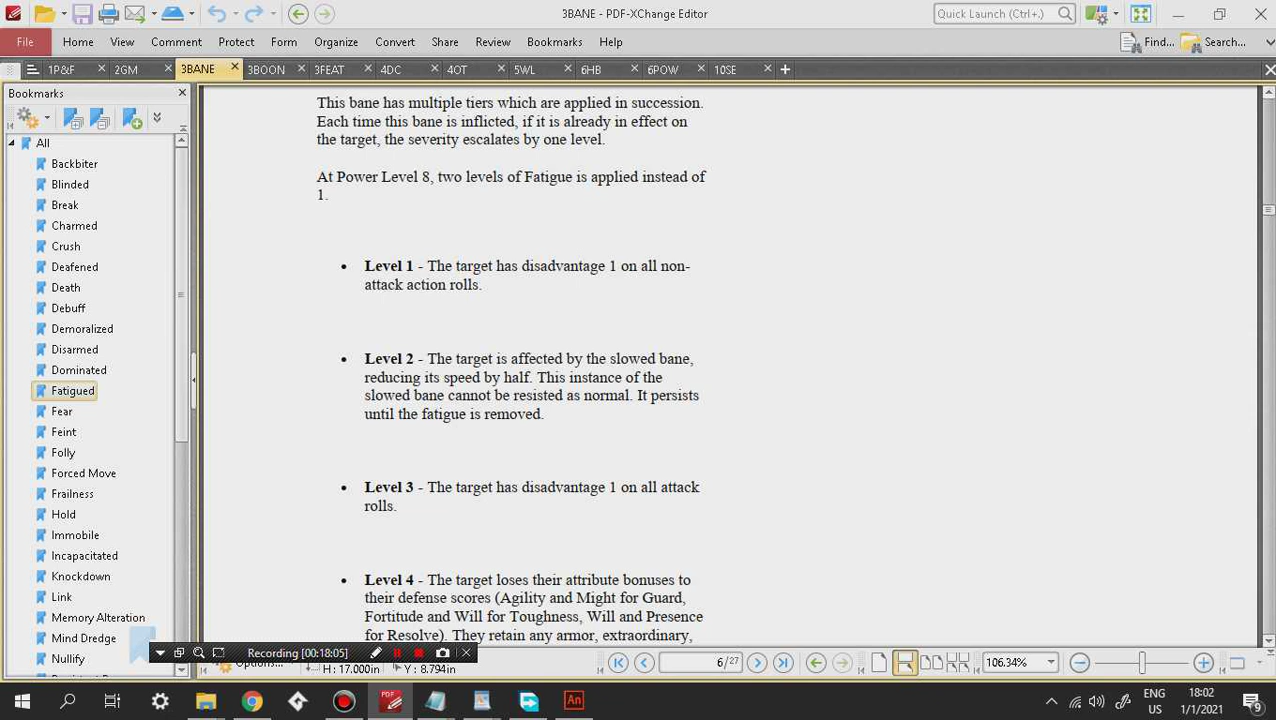 3BANE - PDF-XChange Editor
Quick Launch (Ctrl+.)
File Home View Comment Protect Form Organize Convert Share Review Bookmarks Help Find... Search...
1P&F 2GM 3BANE 3BOON 3FEAT 4DC 4OT 5WL 6HB 6POW 10SE
Bookmarks
All
Backbiter
Blinded
Break
Charmed
Crush
Deafened
Death
Debuff
Demoralized
Disarmed
Dominated
Fatigued
Fear
Feint
Folly
Forced Move
Frailness
Hold
Immobile
Incapacitated
Knockdown
Link
Memory Alteration
Mind Dredge
Nullify
This bane has multiple tiers which are applied in succession.
Each time this bane is inflicted, if it is already in effect on
the target, the severity escalates by one level.
At Power Level 8, two levels of Fatigue is applied instead of
1.
• Level 1 - The target has disadvantage 1 on all non-
attack action rolls.
• Level 2 - The target is affected by the slowed bane,
reducing its speed by half. This instance of the
slowed bane cannot be resisted as normal. It persists
until the fatigue is removed.
• Level 3 - The target has disadvantage 1 on all attack
rolls.
• Level 4 - The target loses their attribute bonuses to
their defense scores (Agility and Might for Guard,
Fortitude and Will for Toughness, Will and Presence
for Resolve). They retain any armor, extraordinary,
Recording [00:18:05]
Options... H: 17.000in Y: 8.794in 6 / 27 106.34%
PDF An ENG 18:02
US 1/1/2021 9